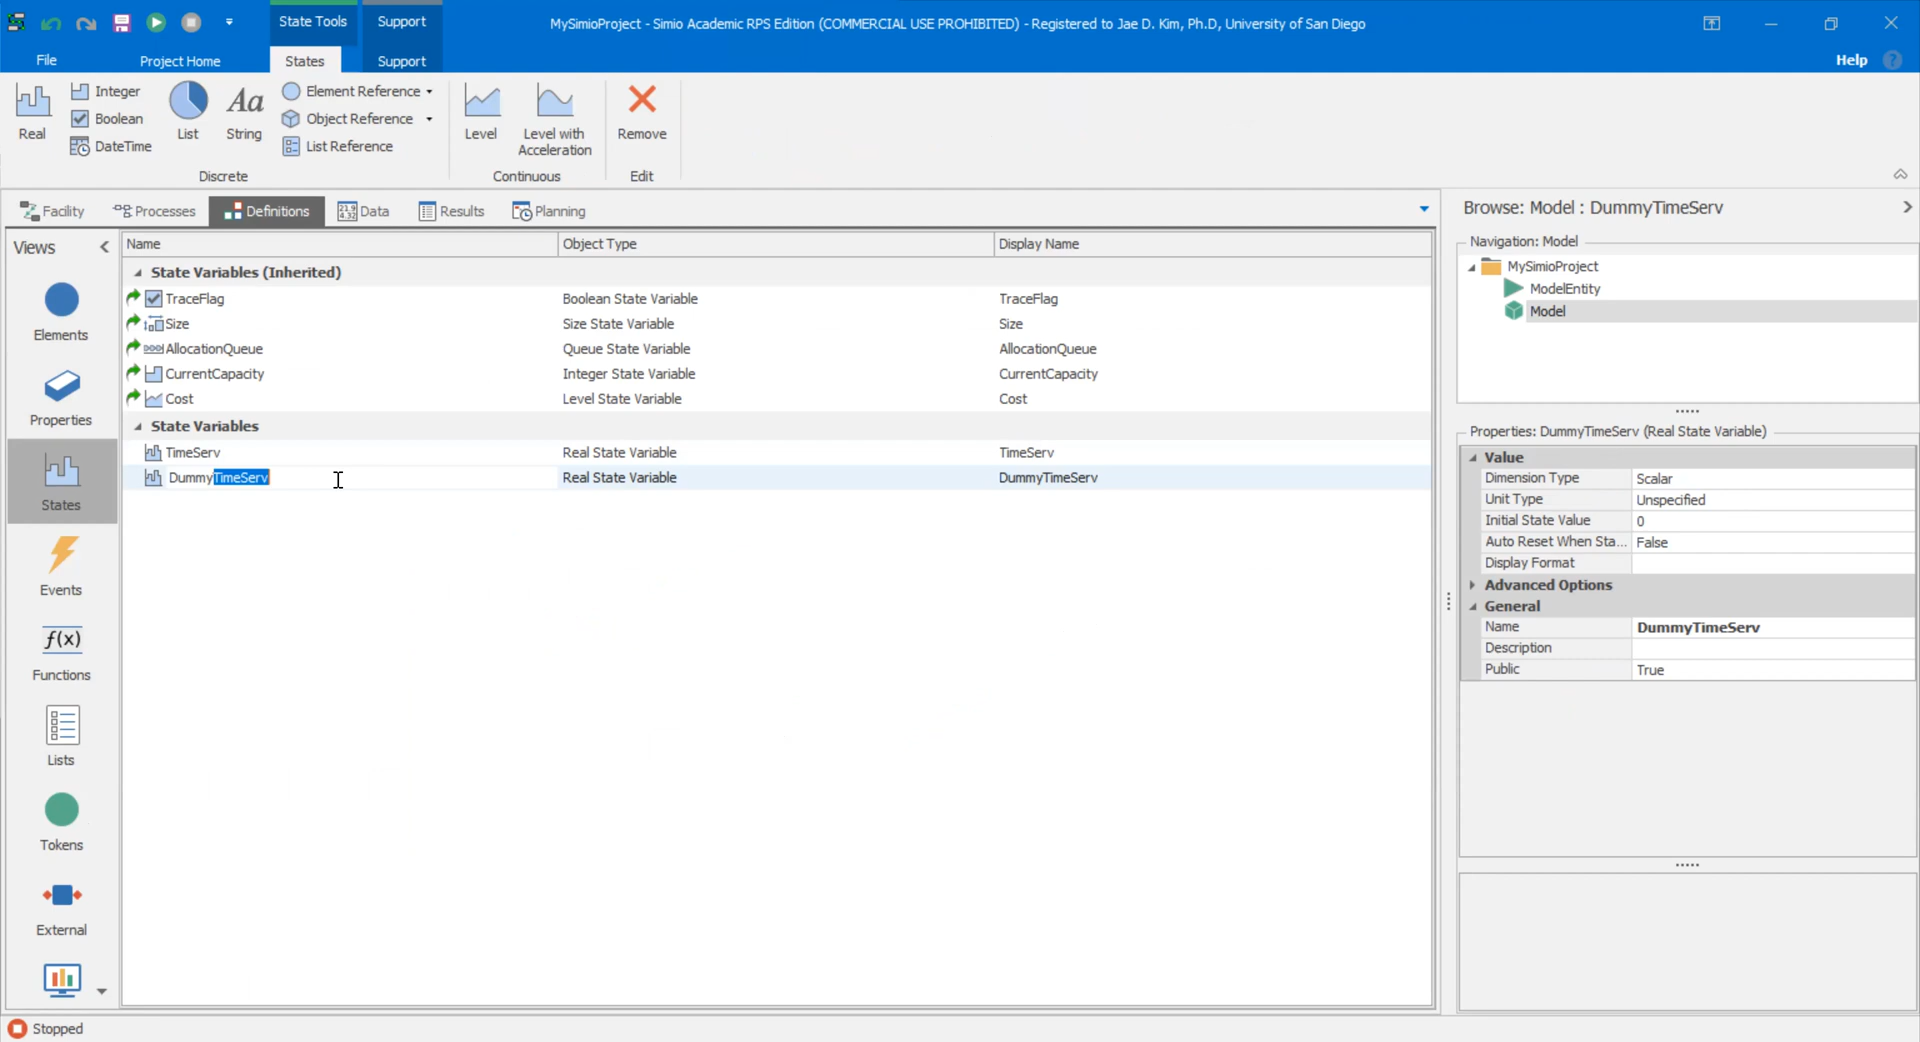 State Tools
Support
MySimioProject - Simio Academic RPS Edition (COMMERCIAL USE PROHIBITED) - Registered to Jae D. Kim, Ph.D, University of San Diego
File
Project Home
States
Support
Help
Real
Integer
Boolean
DateTime
List
Aa
String
Element Reference
Object Reference
List Reference
Discrete
Level
Level with
Acceleration
Continuous
Remove
Edit
Facility
Processes
Definitions
Data
Results
Planning
Views
Elements
Properties
States
Events
f(x)
Functions
Lists
Tokens
External
Name Object Type Display Name
State Variables (Inherited)
TraceFlag Boolean State Variable TraceFlag
Size Size State Variable Size
AllocationQueue Queue State Variable AllocationQueue
CurrentCapacity Integer State Variable CurrentCapacity
Cost Level State Variable Cost
State Variables
TimeServ Real State Variable TimeServ
DummyTimeServ Real State Variable DummyTimeServ
Browse: Model : DummyTimeServ
Navigation: Model
MySimioProject
ModelEntity
Model
Properties: DummyTimeServ (Real State Variable)
Value
Dimension Type Scalar
Unit Type Unspecified
Initial State Value 0
Auto Reset When Sta... False
Display Format
Advanced Options
General
Name DummyTimeServ
Description
Public True
Stopped